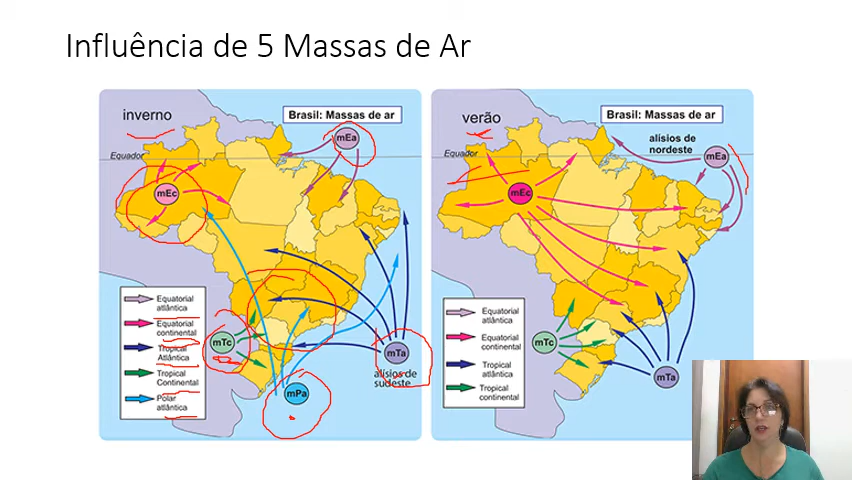 Influência de 5 Massas de Ar
inverno
Brasil: Massas de ar
mEa
Equador
mEc
Equatorial
atlântica
Equatorial
continental
Tropical
Atlântica
Tropical
Continental
Polar
atlântica
mTc
mTa
alísios de
sudeste
mPa
verão
Brasil: Massas de ar
alísios de
nordeste
mEa
Equador
mEc
Equatorial
atlântica
Equatorial
continental
Tropical
atlântica
Tropical
continental
mTc
mTa